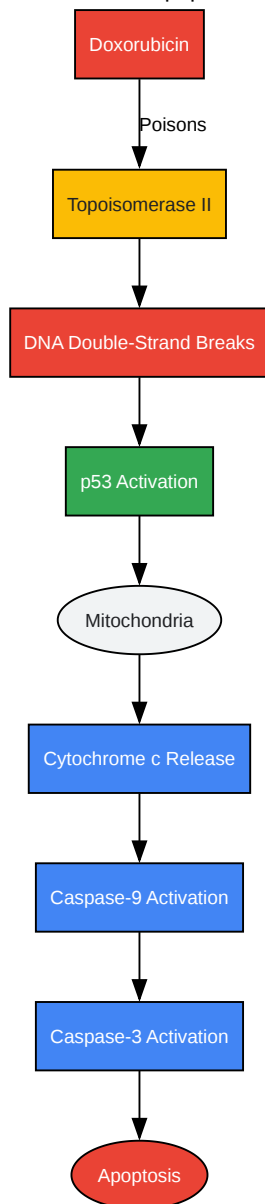 Doxorubicin
Poisons
Topoisomerase II
DNA Double-Strand Breaks
p53 Activation
Mitochondria
Cytochrome c Release
Caspase-9 Activation
Caspase-3 Activation
Apoptosis